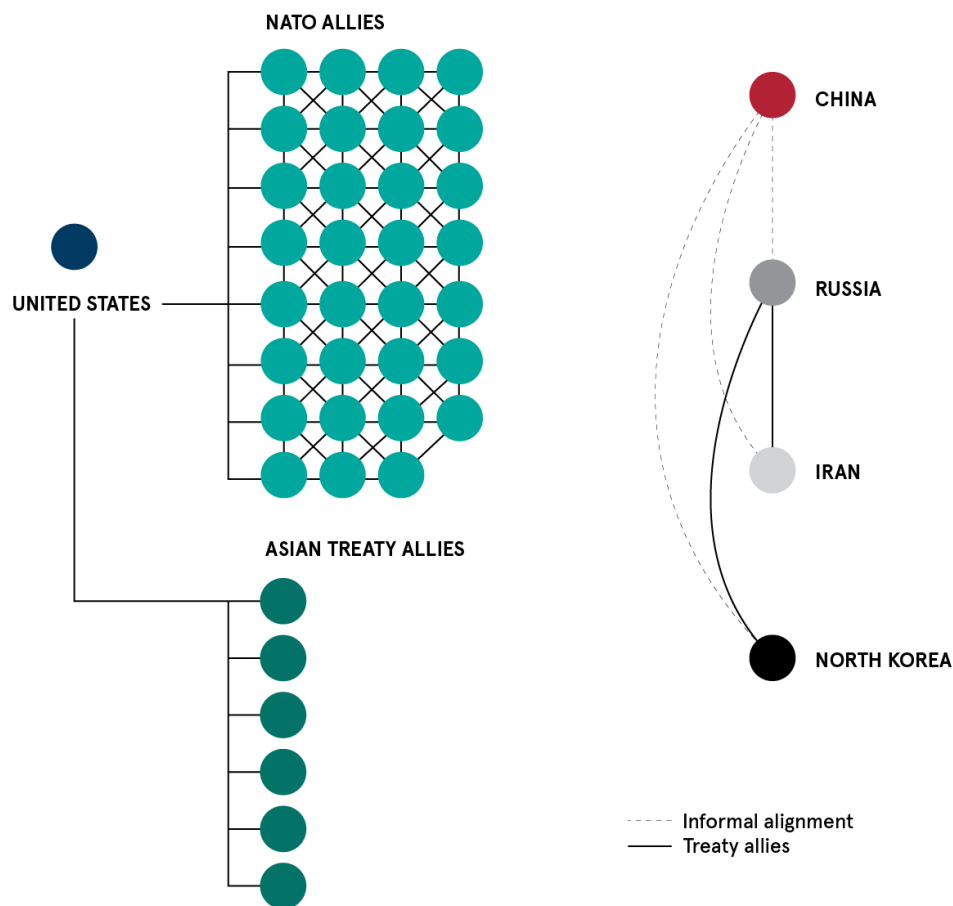 NATO ALLIES
UNITED STATES
ASIAN TREATY ALLIES
CHINA
RUSSIA
IRAN
NORTH KOREA
Informal alignment
Treaty allies